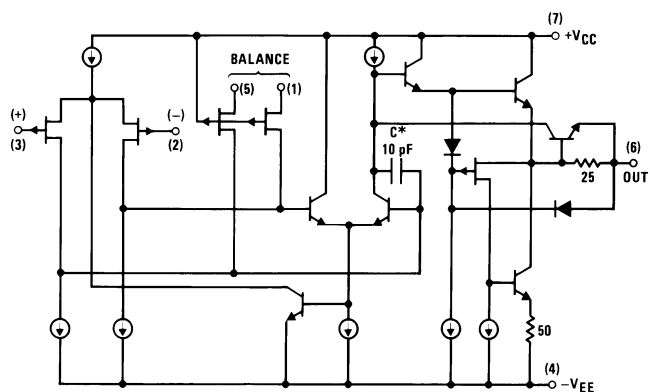 (7)
+VCC
BALANCE
(5)
(1)
(+)
(3)
(−)
(2)
C*
10 pF
(6)
OUT
25
50
(4)
−VEE